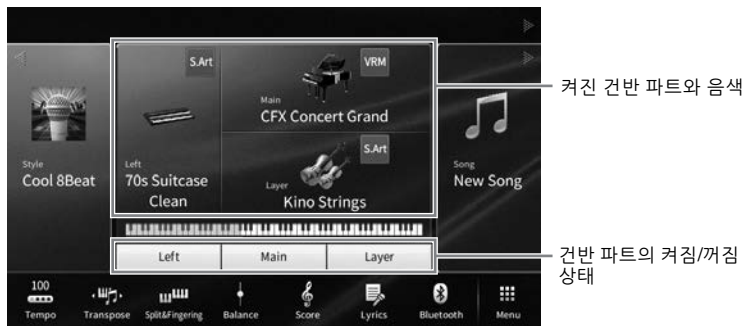 S.Art
VRM
Main
CFX Concert Grand
켜진 건반 파트와 음색
Style
Cool 8Beat
Left
70s Suitcase
Clean
S.Art
Layer
Kino Strings
Song
New Song
Left
Main
Layer
건반 파트의 켜짐/꺼짐
상태
100
Tempo
Transpose
Split&Fingering
Balance
Score
Lyrics
Bluetooth
Menu